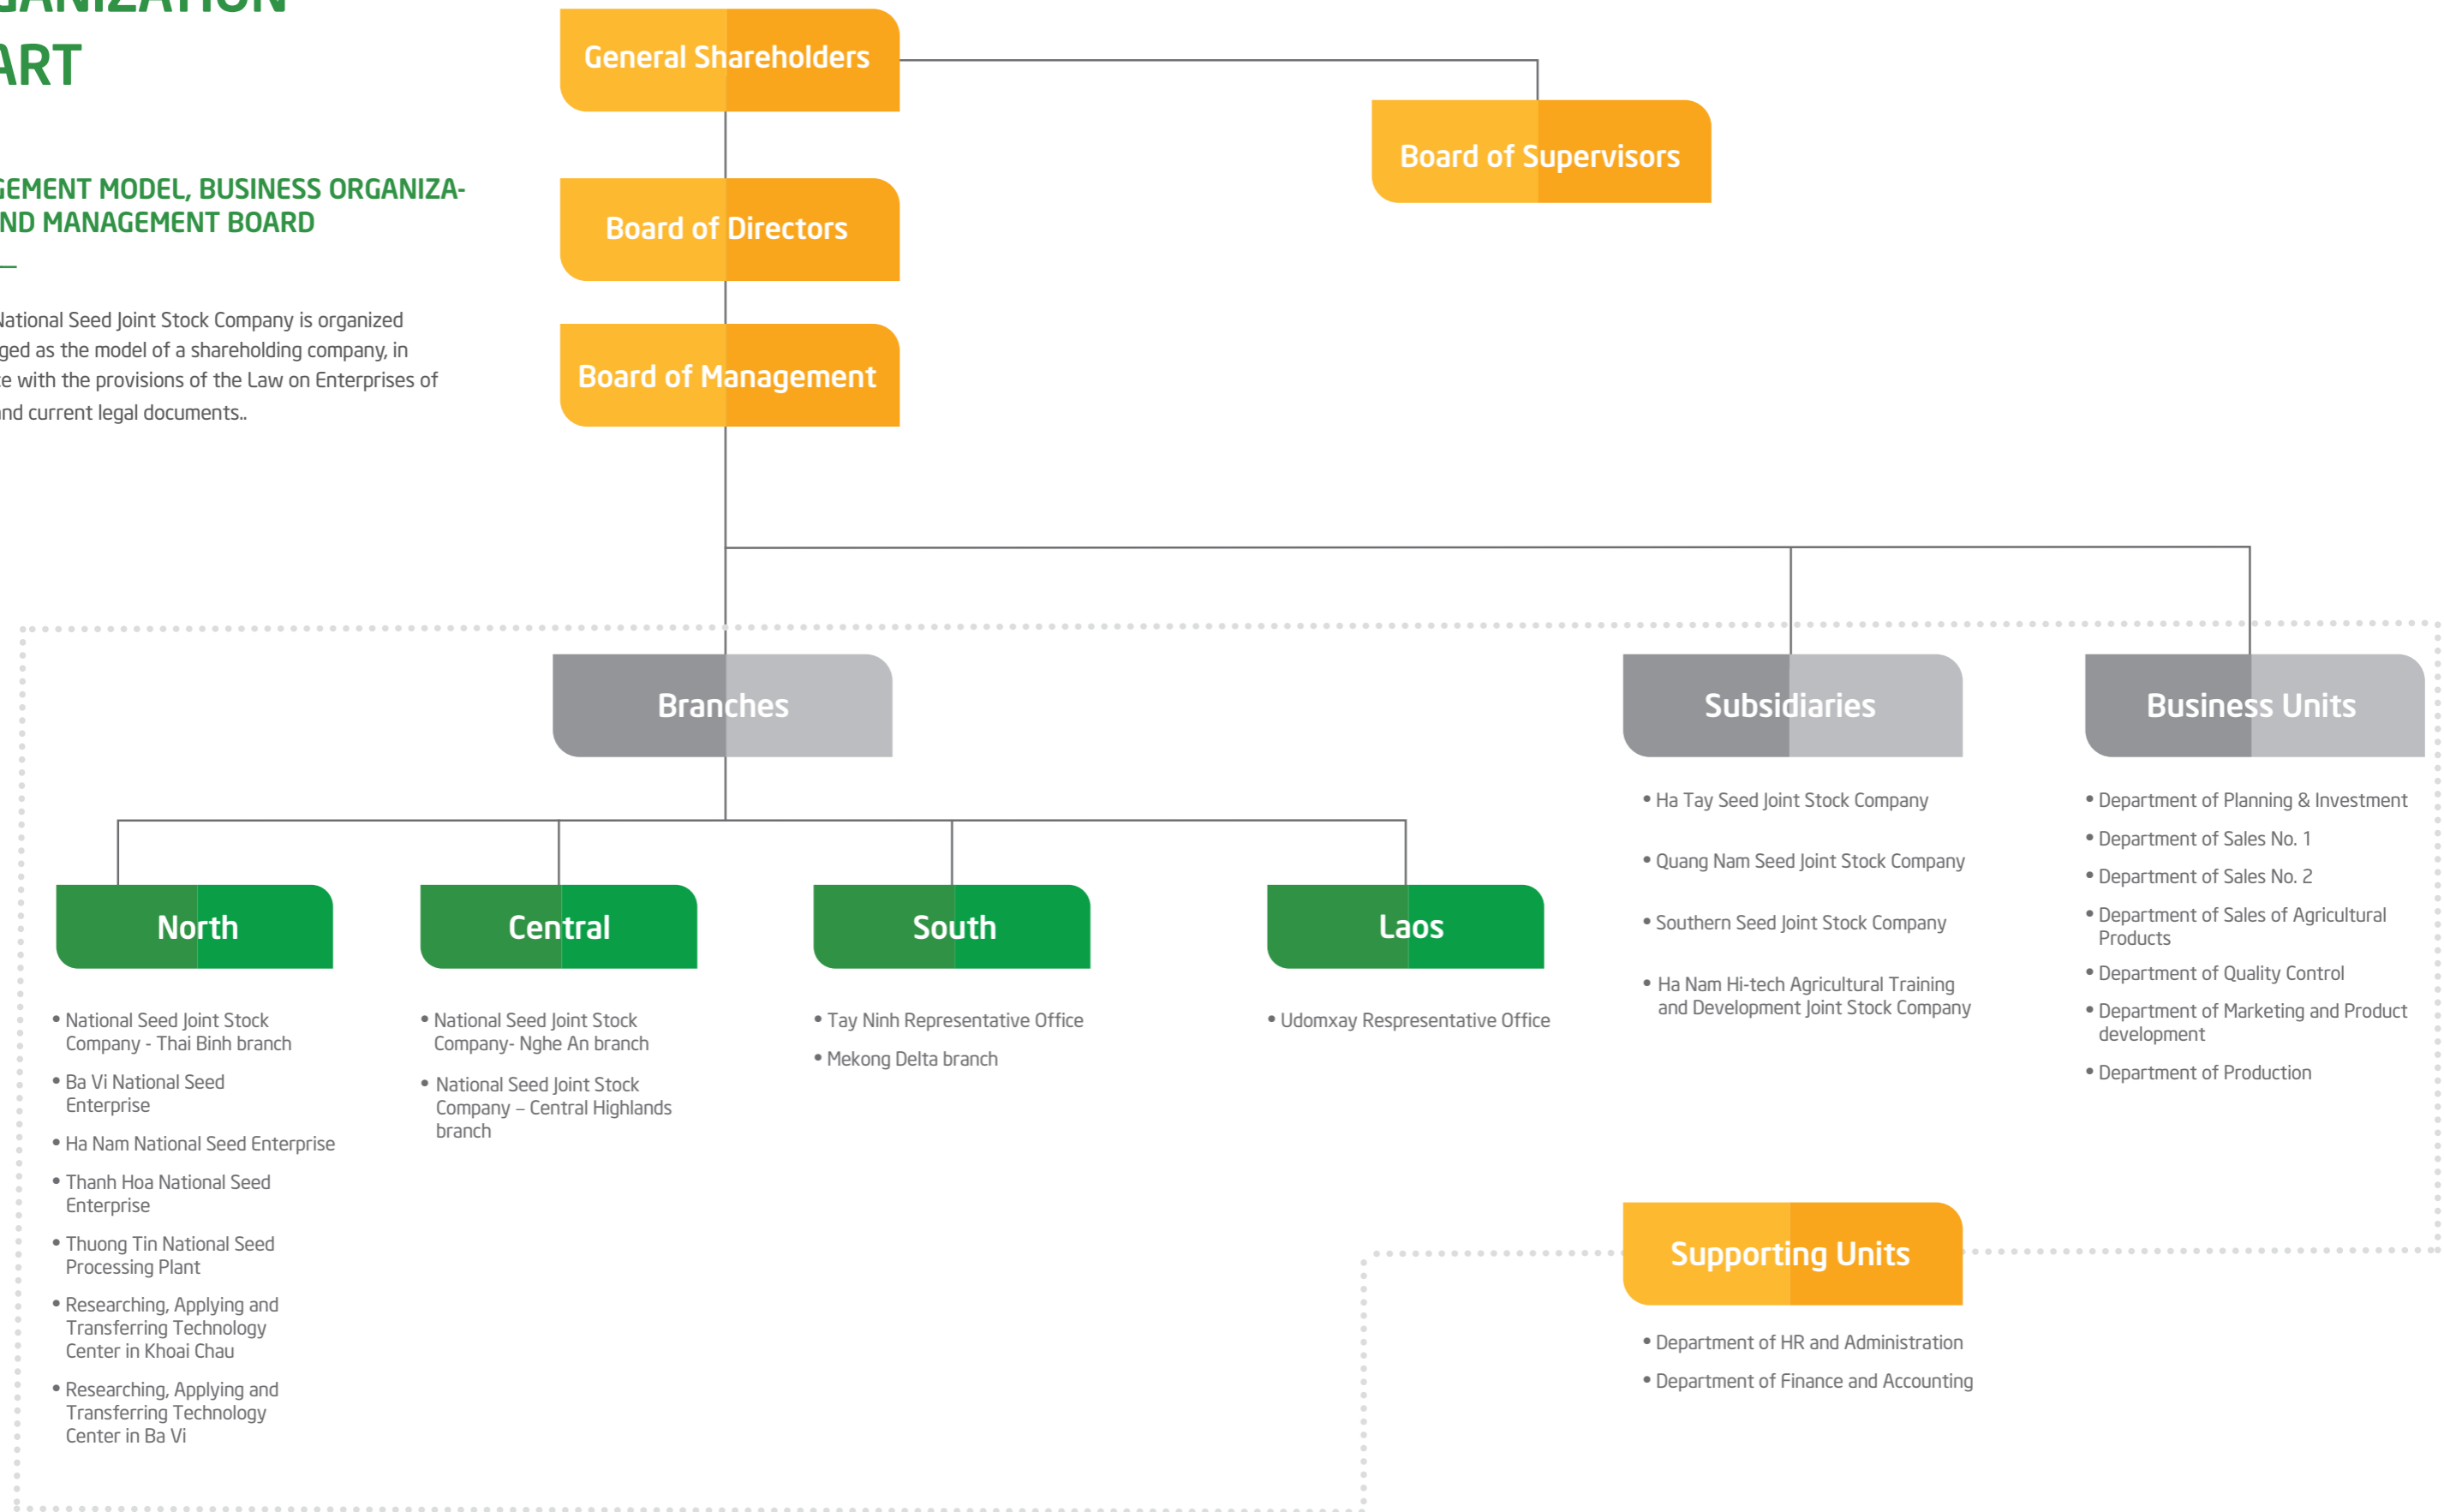 ART
GEMENT MODEL, BUSINESS ORGANIZA-
ND MANAGEMENT BOARD
National Seed Joint Stock Company is organized
ged as the model of a shareholding company, in
ce with the provisions of the Law on Enterprises of
and current legal documents..
General Shareholders
Board of Supervisors
Board of Directors
Board of Management
Branches
North
• National Seed Joint Stock
Company - Thai Binh branch
• Ba Vi National Seed
Enterprise
• Ha Nam National Seed Enterprise
• Thanh Hoa National Seed
Enterprise
• Thuong Tin National Seed
Processing Plant
• Researching, Applying and
Transferring Technology
Center in Khoai Chau
• Researching, Applying and
Transferring Technology
Center in Ba Vi
Central
• National Seed Joint Stock
Company- Nghe An branch
• National Seed Joint Stock
Company – Central Highlands
branch
South
• Tay Ninh Representative Office
• Mekong Delta branch
Laos
• Udomxay Respresentative Office
Subsidiaries
• Ha Tay Seed Joint Stock Company
• Quang Nam Seed Joint Stock Company
• Southern Seed Joint Stock Company
• Ha Nam Hi-tech Agricultural Training
and Development Joint Stock Company
Business Units
• Department of Planning & Investment
• Department of Sales No. 1
• Department of Sales No. 2
• Department of Sales of Agricultural
Products
• Department of Quality Control
• Department of Marketing and Product
development
• Department of Production
Supporting Units
• Department of HR and Administration
• Department of Finance and Accounting